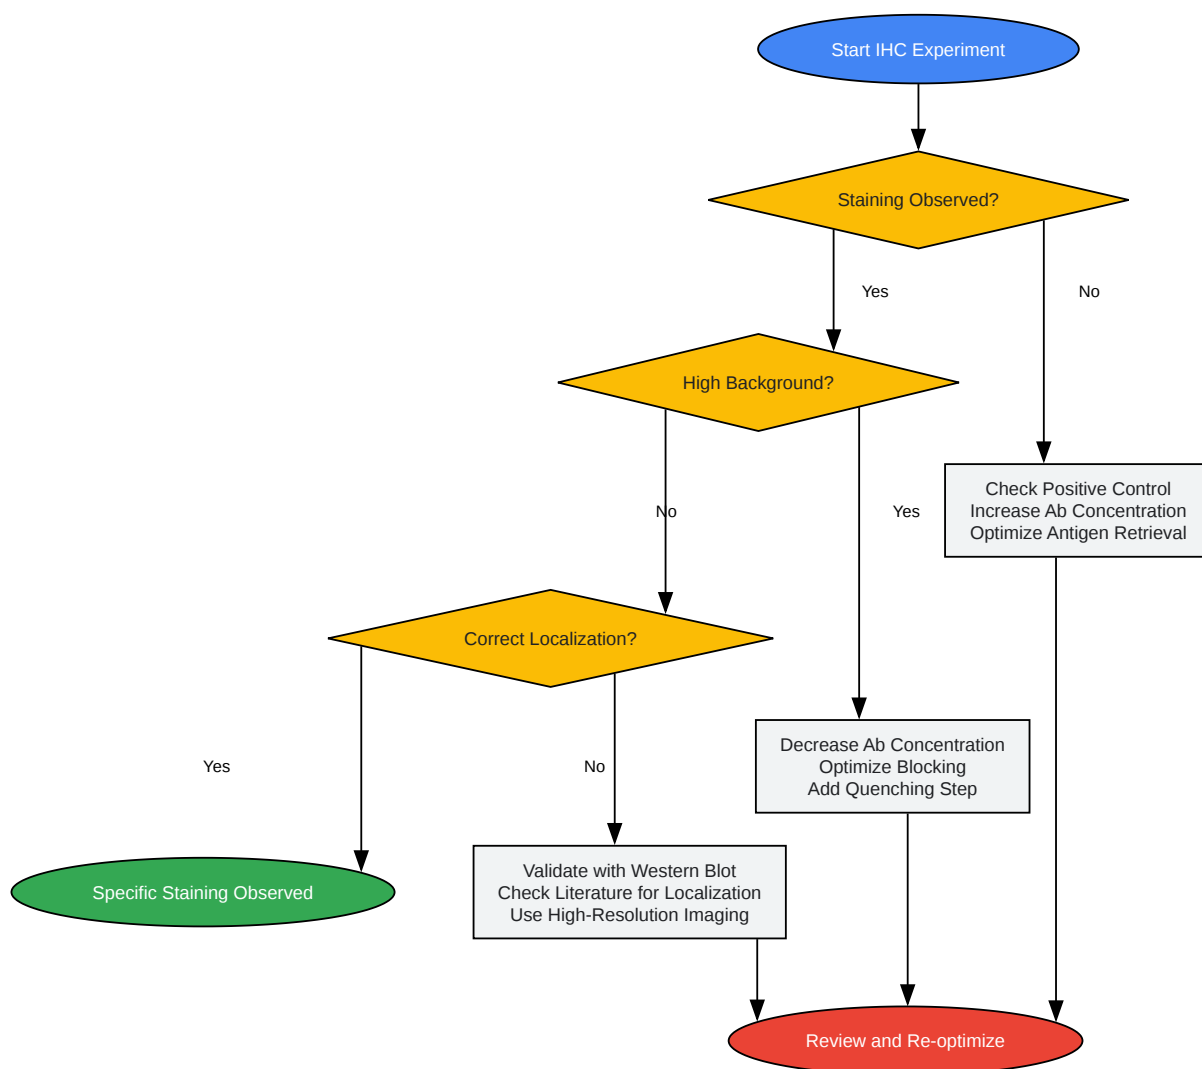 Start IHC Experiment
Staining Observed?
Yes
No
High Background?
No
Yes
Check Positive Control
Increase Ab Concentration
Optimize Antigen Retrieval
Correct Localization?
Yes
No
Decrease Ab Concentration
Optimize Blocking
Add Quenching Step
Specific Staining Observed
Validate with Western Blot
Check Literature for Localization
Use High-Resolution Imaging
Review and Re-optimize